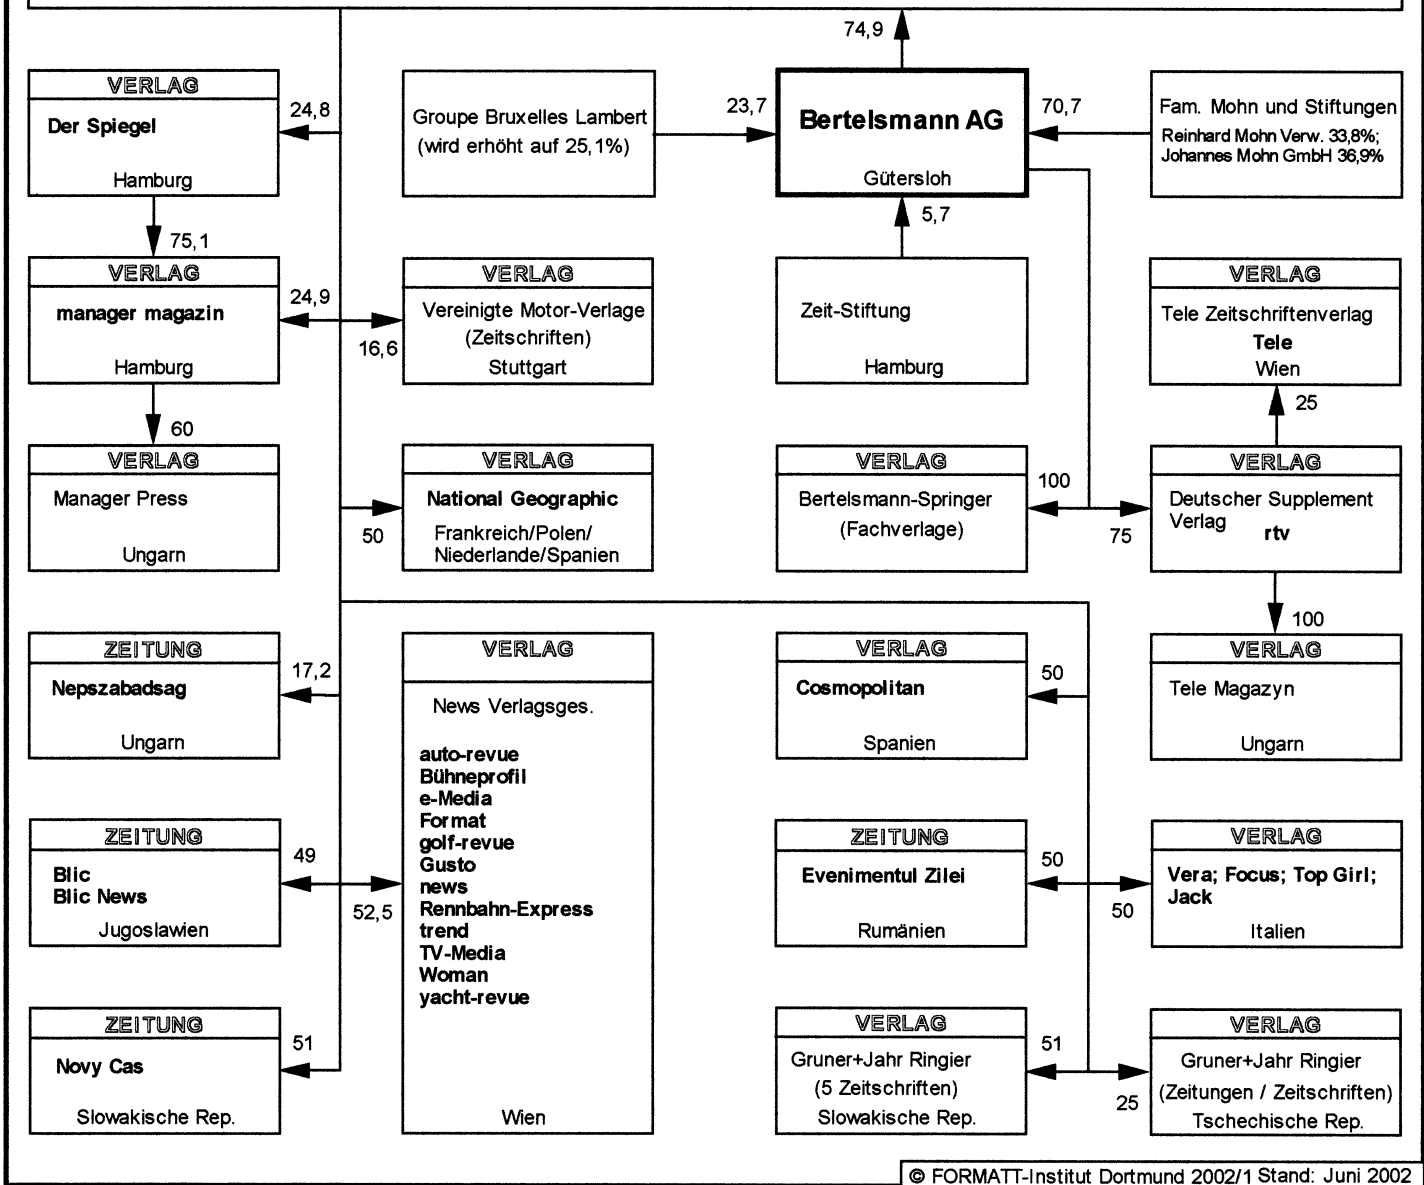 74,9
VERLAG
Der Spiegel
Hamburg
24,8
Groupe Bruxelles Lambert
(wird erhöht auf 25,1%)
23,7
Bertelsmann AG
Gütersloh
70,7
Fam. Mohn und Stiftungen
Reinhard Mohn Verw. 33,8%;
Johannes Mohn GmbH 36,9%
75,1
5,7
VERLAG
manager magazin
Hamburg
24,9
16,6
VERLAG
Vereinigte Motor-Verlage
(Zeitschriften)
Stuttgart
Zeit-Stiftung
Hamburg
VERLAG
Tele Zeitschriftenverlag
Tele
Wien
60
25
VERLAG
Manager Press
Ungarn
50
VERLAG
National Geographic
Frankreich/Polen/
Niederlande/Spanien
VERLAG
Bertelsmann-Springer
(Fachverlage)
100
75
VERLAG
Deutscher Supplement
Verlag
rtv
100
ZEITUNG
Nepszabadsag
Ungarn
17,2
VERLAG
News Verlagsges.
auto-revue
Bühneprofil
e-Media
Format
golf-revue
Gusto
news
Rennbahn-Express
trend
TV-Media
Woman
yacht-revue
Wien
VERLAG
Cosmopolitan
Spanien
50
VERLAG
Tele Magazyn
Ungarn
ZEITUNG
Blic
Blic News
Jugoslawien
49
52,5
ZEITUNG
Evenimentul Zilei
Rumänien
50
50
VERLAG
Vera; Focus; Top Girl;
Jack
Italien
ZEITUNG
Novy Cas
Slowakische Rep.
51
VERLAG
Gruner+Jahr Ringier
(5 Zeitschriften)
Slowakische Rep.
51
25
VERLAG
Gruner+Jahr Ringier
(Zeitungen / Zeitschriften)
Tschechische Rep.
© FORMATT-Institut Dortmund 2002/1 Stand: Juni 2002